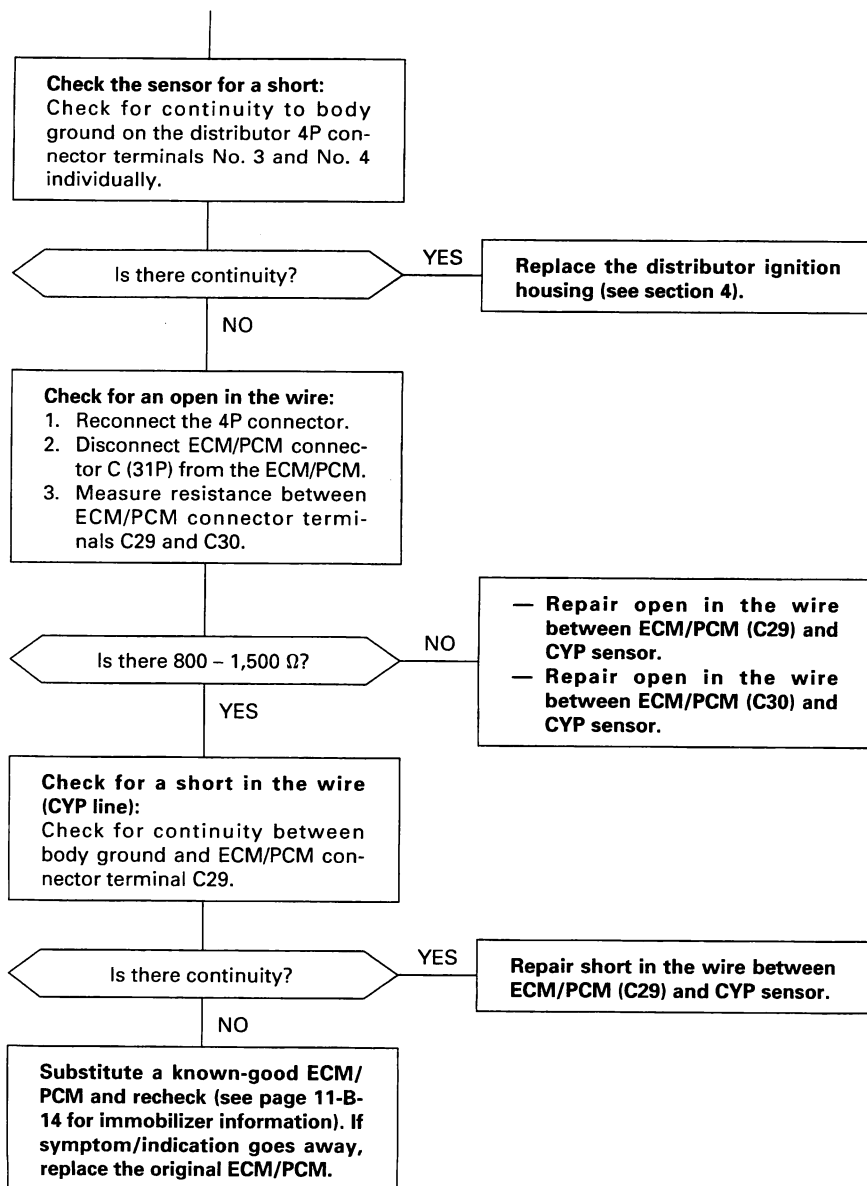 Check the sensor for a short:
Check for continuity to body
ground on the distributor 4P con-
nector terminals No. 3 and No. 4
individually.
Is there continuity?
YES
Replace the distributor ignition
housing (see section 4).
NO
Check for an open in the wire:
1. Reconnect the 4P connector.
2. Disconnect ECM/PCM connec-
tor C (31P) from the ECM/PCM.
3. Measure resistance between
ECM/PCM connector termi-
nals C29 and C30.
Is there 800 – 1,500 Ω?
NO
— Repair open in the wire
between ECM/PCM (C29) and
CYP sensor.
— Repair open in the wire
between ECM/PCM (C30) and
CYP sensor.
YES
Check for a short in the wire
(CYP line):
Check for continuity between
body ground and ECM/PCM con-
nector terminal C29.
Is there continuity?
YES
Repair short in the wire between
ECM/PCM (C29) and CYP sensor.
NO
Substitute a known-good ECM/
PCM and recheck (see page 11-B-
14 for immobilizer information). If
symptom/indication goes away,
replace the original ECM/PCM.